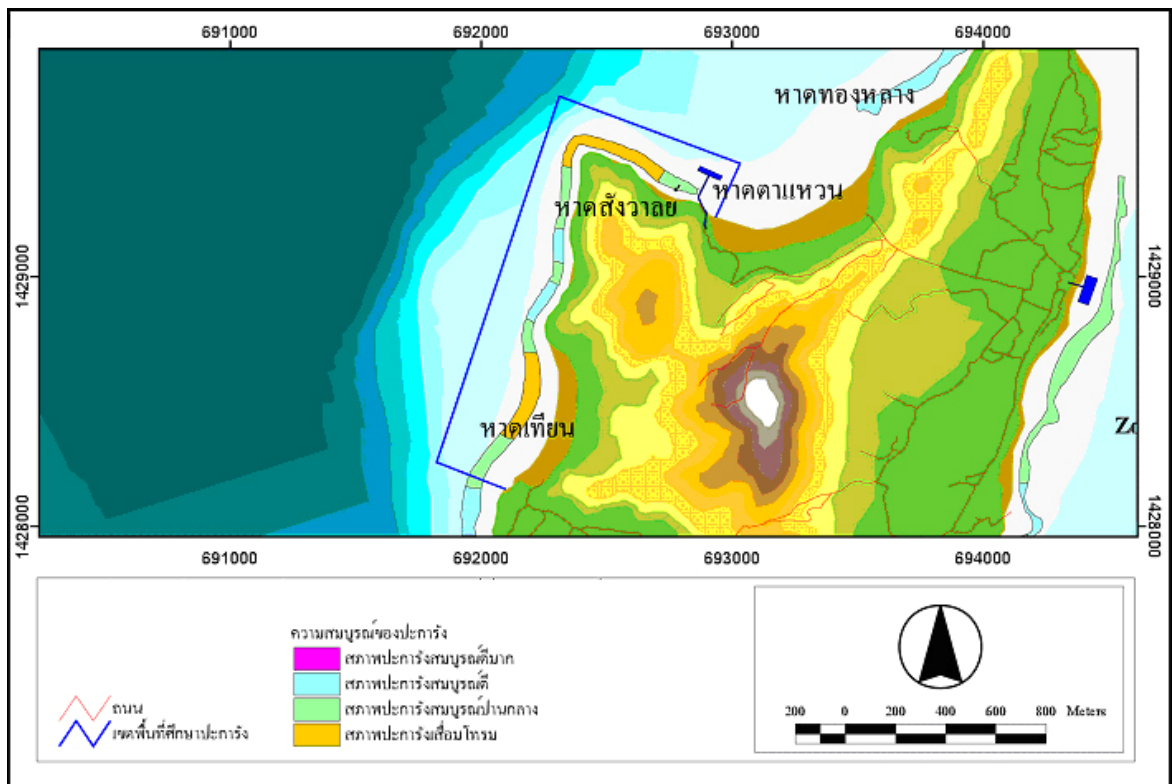 691000 692000 693000 694000
หาดทองหลาง
หาดตาแหวน
หาดสังวาลย์
1429000 1429000
หาดเทียน
Zo
1428000 1428000
691000 692000 693000 694000
ความสมบูรณ์ของปะการัง
สภาพปะการังสมบูรณ์ดีมาก
สภาพปะการังสมบูรณ์ดี
สภาพปะการังสมบูรณ์ปานกลาง
สภาพปะการังเสื่อมโทรม
ถนน
เขตพื้นที่ศึกษาปะการัง
200 0 200 400 600 800 Meters